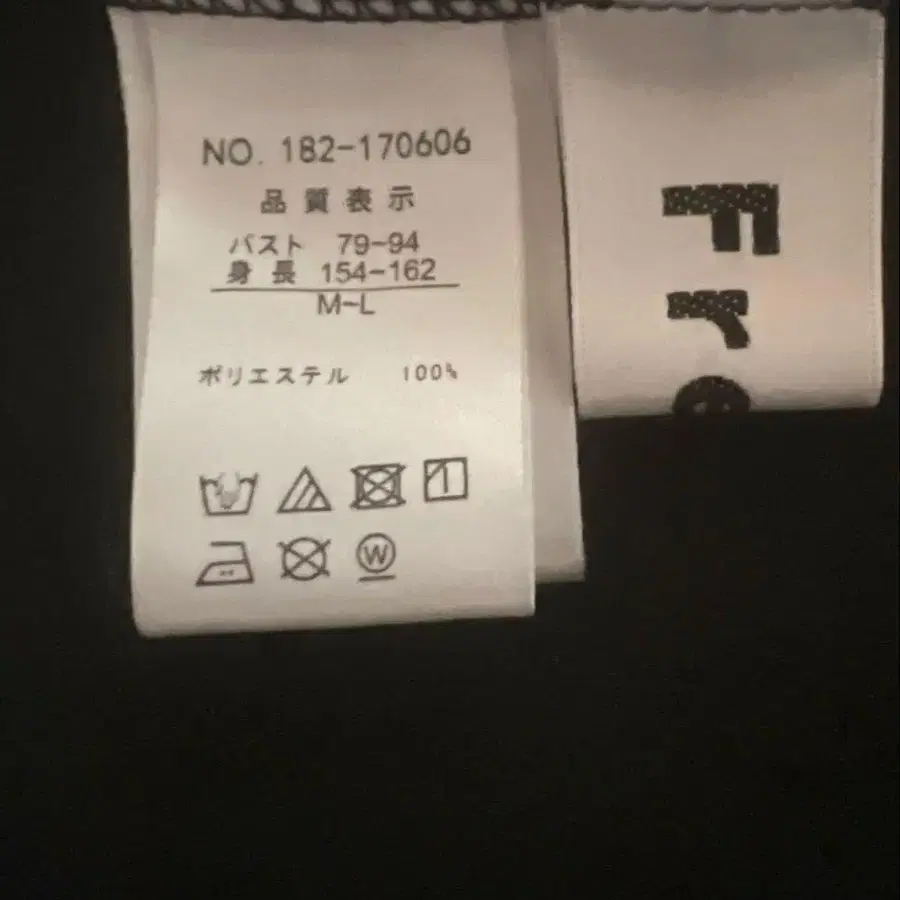 NO. 182-170606
品質表示
バスト 79-94
身長 154-162
M-L
ポリエステル 100%
W
Fr